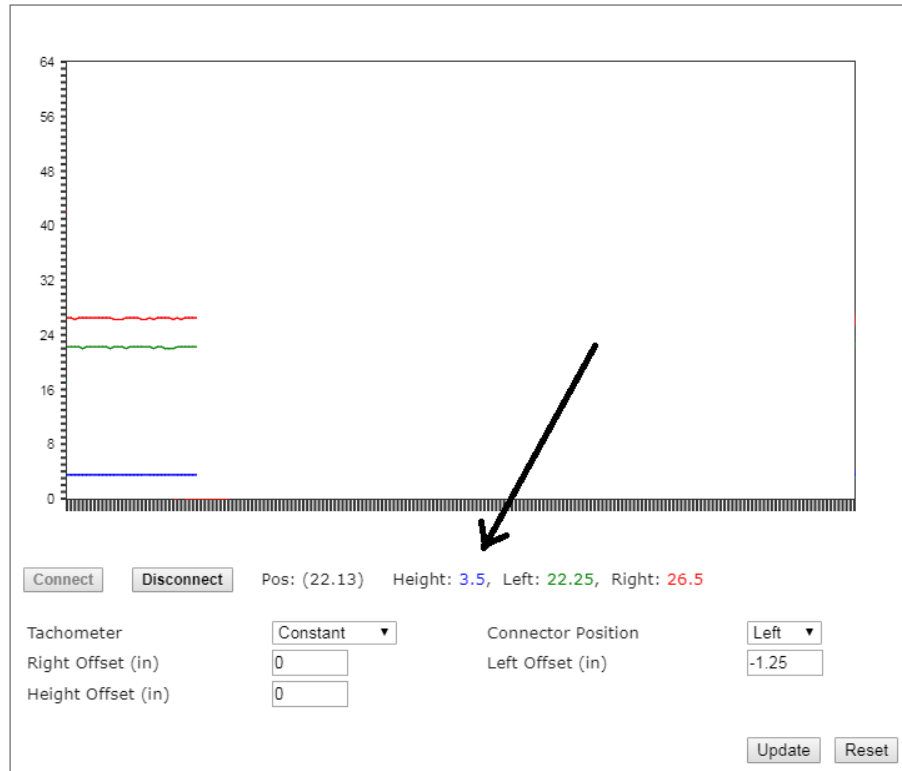 64
56
48
40
32
24
16
8
0
Connect Disconnect Pos: (22.13) Height: 3.5, Left: 22.25, Right: 26.5
Tachometer Constant Connector Position Left
Right Offset (in) 0 Left Offset (in) -1.25
Height Offset (in) 0
Update Reset